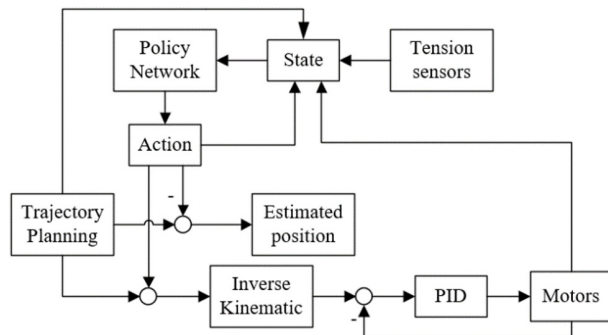 Policy
Network
State
Tension
sensors
Action
-
Trajectory
Planning
Estimated
position
Inverse
Kinematic
PID
Motors
-